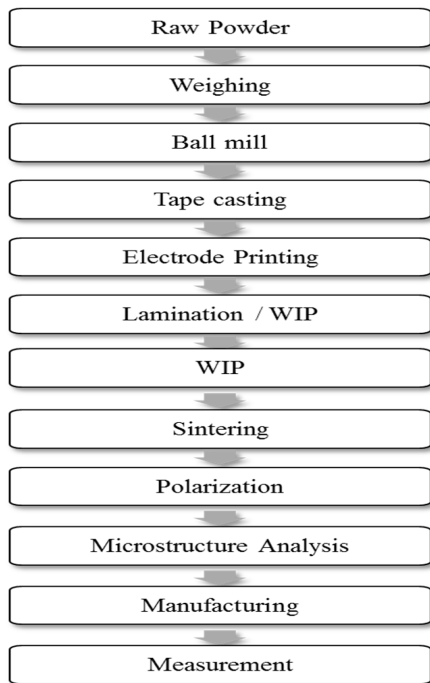 Raw Powder
Weighing
Ball mill
Tape casting
Electrode Printing
Lamination / WIP
WIP
Sintering
Polarization
Microstructure Analysis
Manufacturing
Measurement